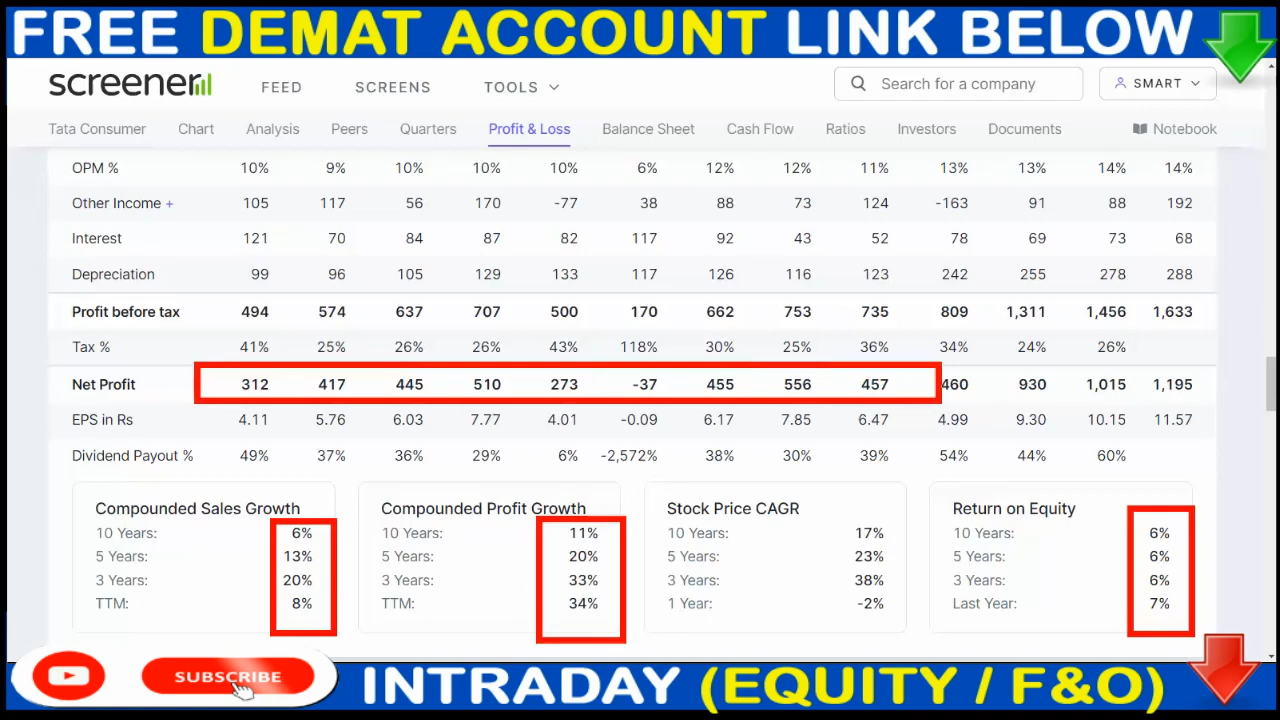 FREE DEMAT ACCOUNT LINK BELOW
screener FEED SCREENS TOOLS Search for a company SMART
Tata Consumer Chart Analysis Peers Quarters Profit & Loss Balance Sheet Cash Flow Ratios Investors Documents Notebook
OPM % 10% 9% 10% 10% 10% 6% 12% 12% 11% 13% 13% 14% 14%
Other Income + 105 117 56 170 -77 38 88 73 124 -163 91 88 192
Interest 121 70 84 87 82 117 92 43 52 78 69 73 68
Depreciation 99 96 105 129 133 117 126 116 123 242 255 278 288
Profit before tax 494 574 637 707 500 170 662 753 735 809 1,311 1,456 1,633
Tax % 41% 25% 26% 26% 43% 118% 30% 25% 36% 34% 24% 26%
Net Profit 312 417 445 510 273 -37 455 556 457 460 930 1,015 1,195
EPS in Rs 4.11 5.76 6.03 7.77 4.01 -0.09 6.17 7.85 6.47 4.99 9.30 10.15 11.57
Dividend Payout % 49% 37% 36% 29% 6% -2,572% 38% 30% 39% 54% 44% 60%
Compounded Sales Growth
10 Years: 6%
5 Years: 13%
3 Years: 20%
TTM: 8%
Compounded Profit Growth
10 Years: 11%
5 Years: 20%
3 Years: 33%
TTM: 34%
Stock Price CAGR
10 Years: 17%
5 Years: 23%
3 Years: 38%
1 Year: -2%
Return on Equity
10 Years: 6%
5 Years: 6%
3 Years: 6%
Last Year: 7%
SUBSCRIBE INTRADAY (EQUITY / F&O)